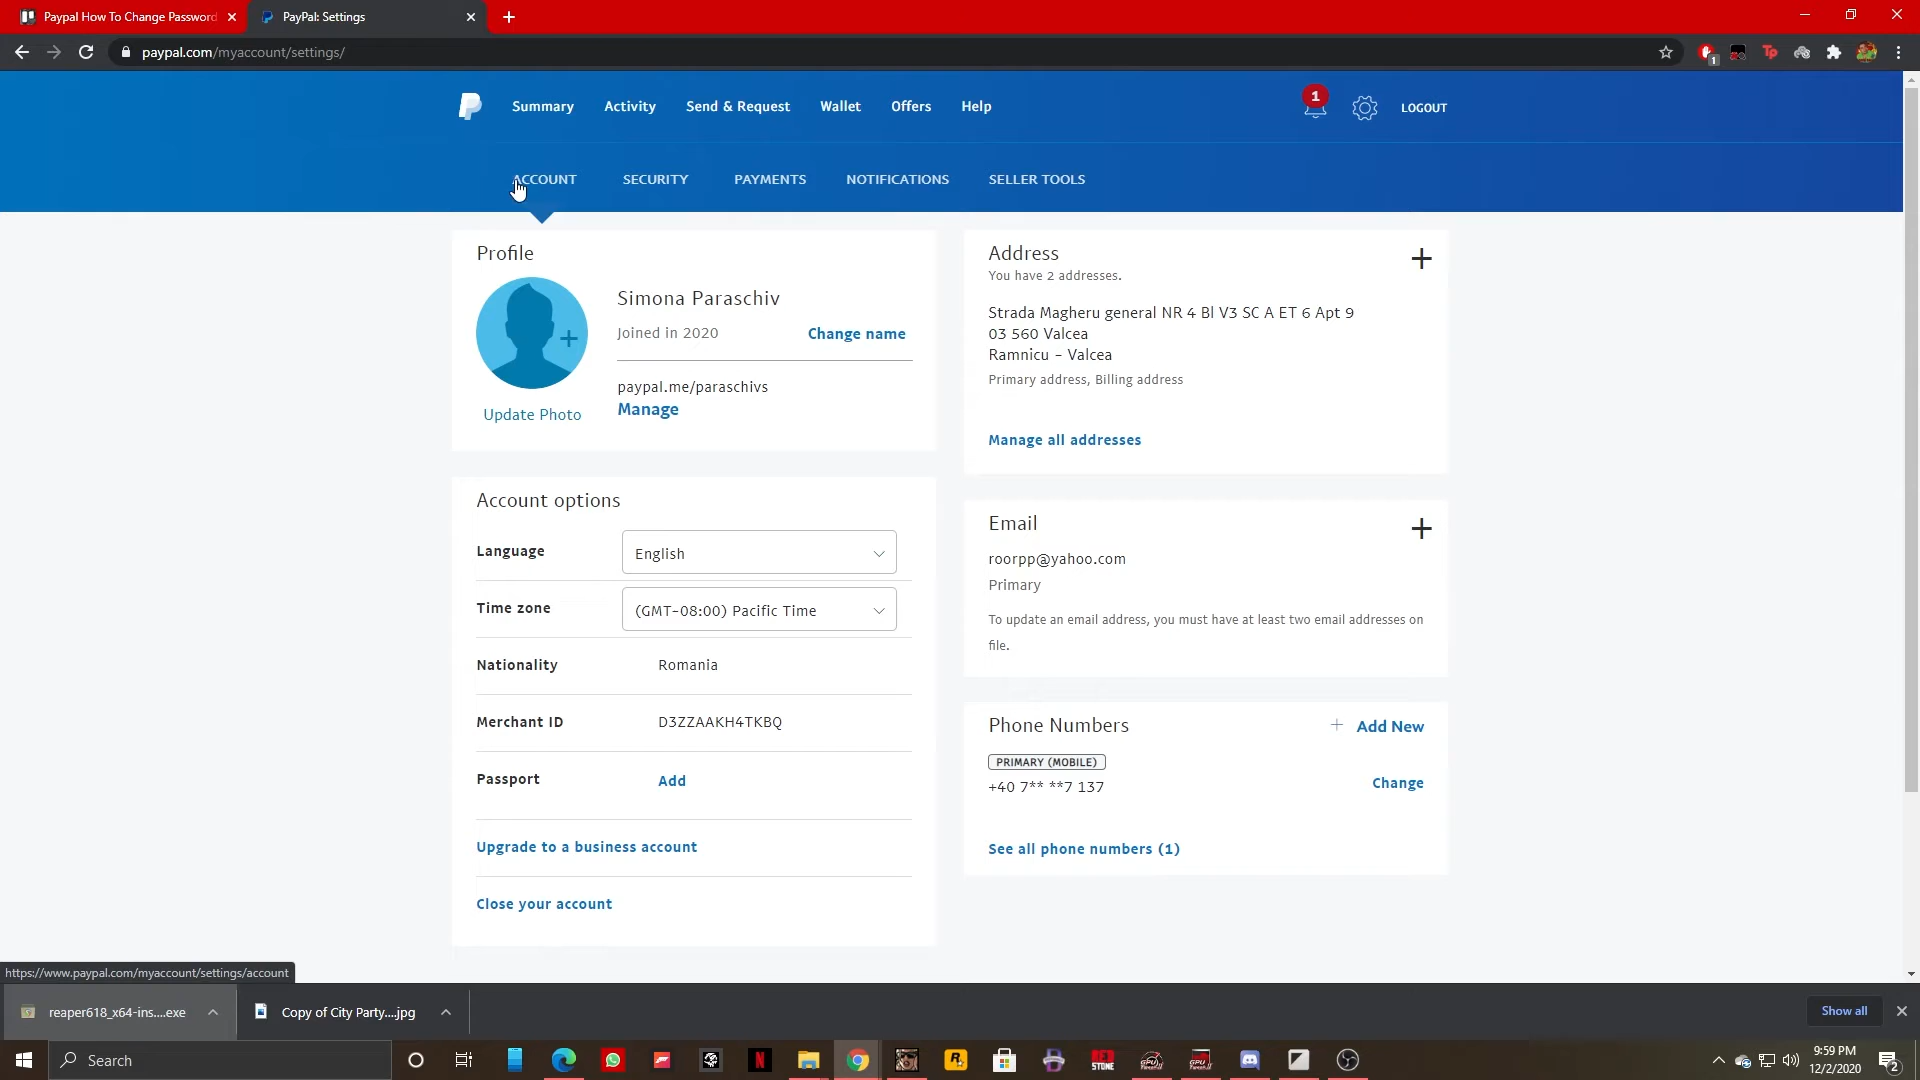 Paypal How To Change Password
PayPal: Settings
paypal.com/myaccount/settings/
1
Summary
Activity
Send & Request
Wallet
Offers
Help
1
LOGOUT
ACCOUNT
SECURITY
PAYMENTS
NOTIFICATIONS
SELLER TOOLS
Profile
Simona Paraschiv
Joined in 2020
Change name
paypal.me/paraschivs
Manage
Update Photo
Account options
Language
English
Time zone
(GMT-08:00) Pacific Time
Nationality
Romania
Merchant ID
D3ZZAAKH4TKBQ
Passport
Add
Upgrade to a business account
Close your account
Address
You have 2 addresses.
Strada Magheru general NR 4 Bl V3 SC A ET 6 Apt 9
03 560 Valcea
Ramnicu - Valcea
Primary address, Billing address
Manage all addresses
Email
roorpp@yahoo.com
Primary
To update an email address, you must have at least two email addresses on
file.
Phone Numbers
Add New
PRIMARY (MOBILE)
+40 7** **7 137
Change
See all phone numbers (1)
https://www.paypal.com/myaccount/settings/account
reaper618_x64-ins....exe
Copy of City Party....jpg
Show all
Search
9:59 PM
12/2/2020
2